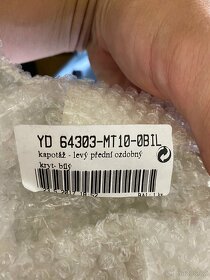 YD 64303-MT10-0BIL
kapotáž - levý přední ozdobný
kryt- bílý